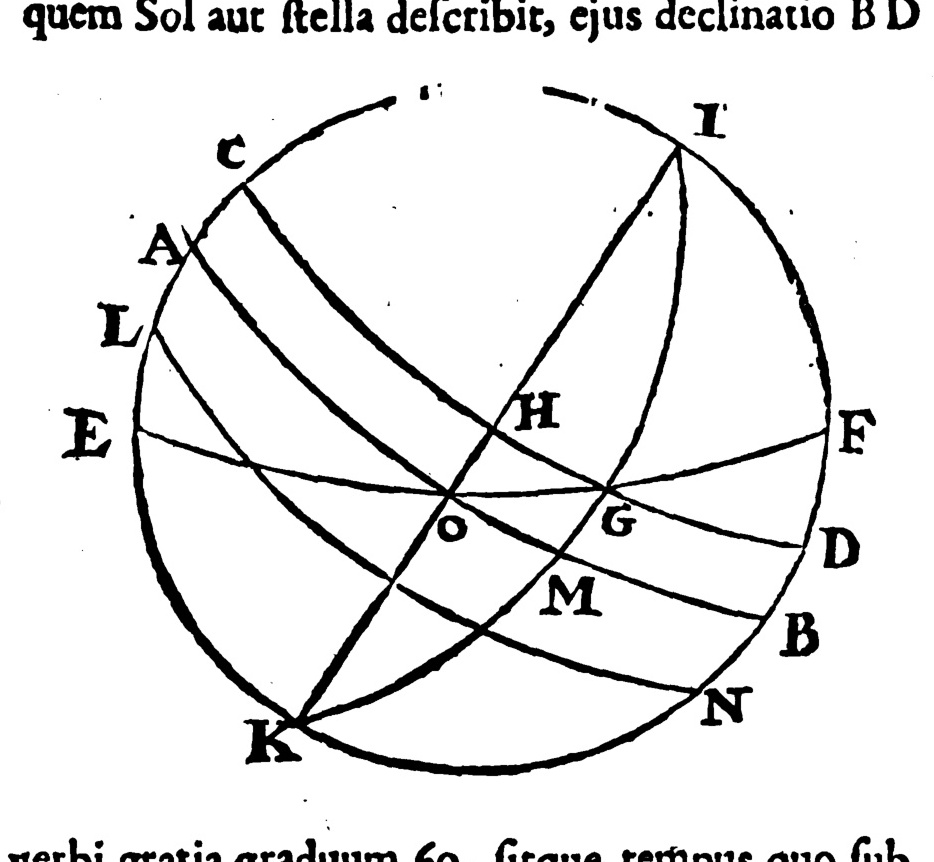 quem Sol aut ſtella deſcribit, ejus declinatio B D
I
C
A
L
E
H
F
O
G
D
M
B
N
K
verbi gratia graduum 60. ſitque tempus quo ſub